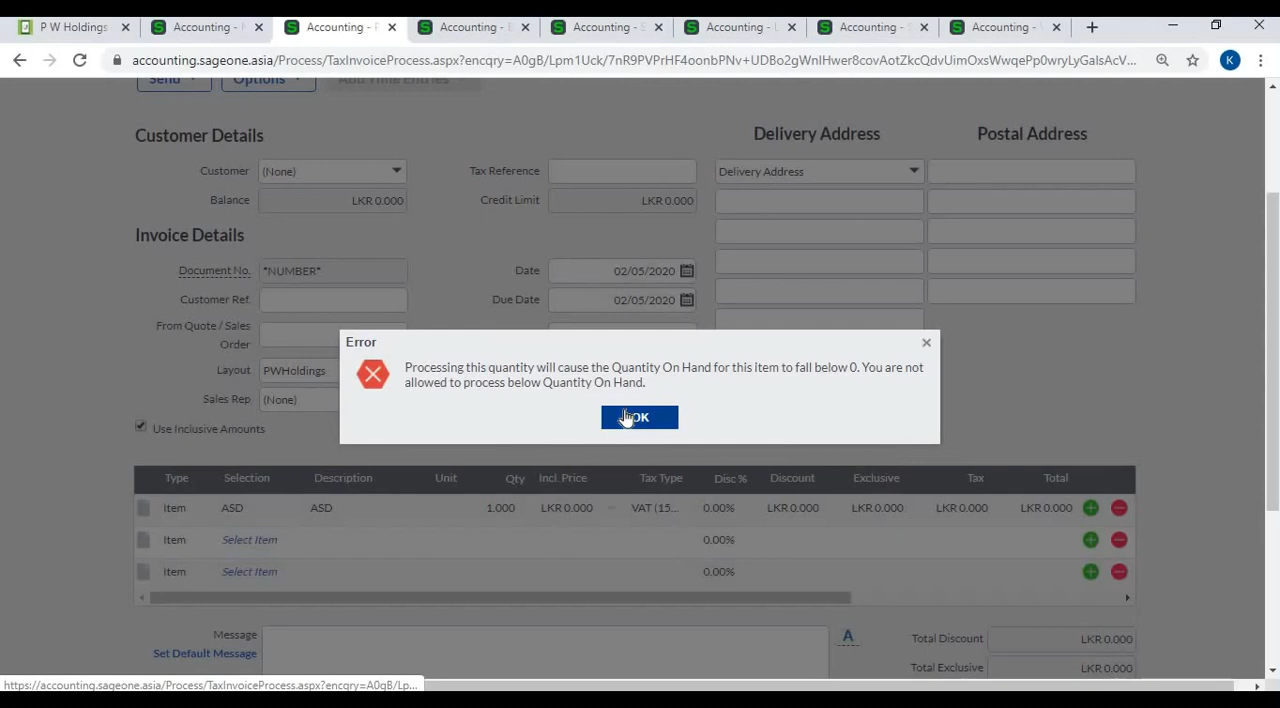 P W Holdings
Accounting -
Accounting -
Accounting -
Accounting -
Accounting -
Accounting -
Accounting -
accounting.sageone.asia/Process/TaxInvoiceProcess.aspx?encqry=
K
Send
Options
Add Time Entries
Customer Details
Delivery Address
Postal Address
Customer (None)
Tax Reference
Delivery Address
Balance LKR 0.000
Credit Limit LKR 0.000
Invoice Details
Document No. *NUMBER*
Date 02/05/2020
Customer Ref.
Due Date 02/05/2020
From Quote / Sales
Order
Layout PWHoldings
Sales Rep (None)
Use Inclusive Amounts
Error
Processing this quantity will cause the Quantity On Hand for this item to fall below 0. You are not
allowed to process below Quantity On Hand.
OK
Type Selection Description Unit Qty Incl. Price Tax Type Disc % Discount Exclusive Tax Total
Item ASD ASD 1.000 LKR 0.000 VAT (15... 0.00% LKR 0.000 LKR 0.000 LKR 0.000 LKR 0.000
Item Select Item 0.00%
Item Select Item 0.00%
Message
A
Total Discount LKR 0.000
Set Default Message
Total Exclusive LKR 0.000
https://accounting.sageone.asia/Process/TaxInvoiceProcess.aspx?encqry=A0gB/Lp...